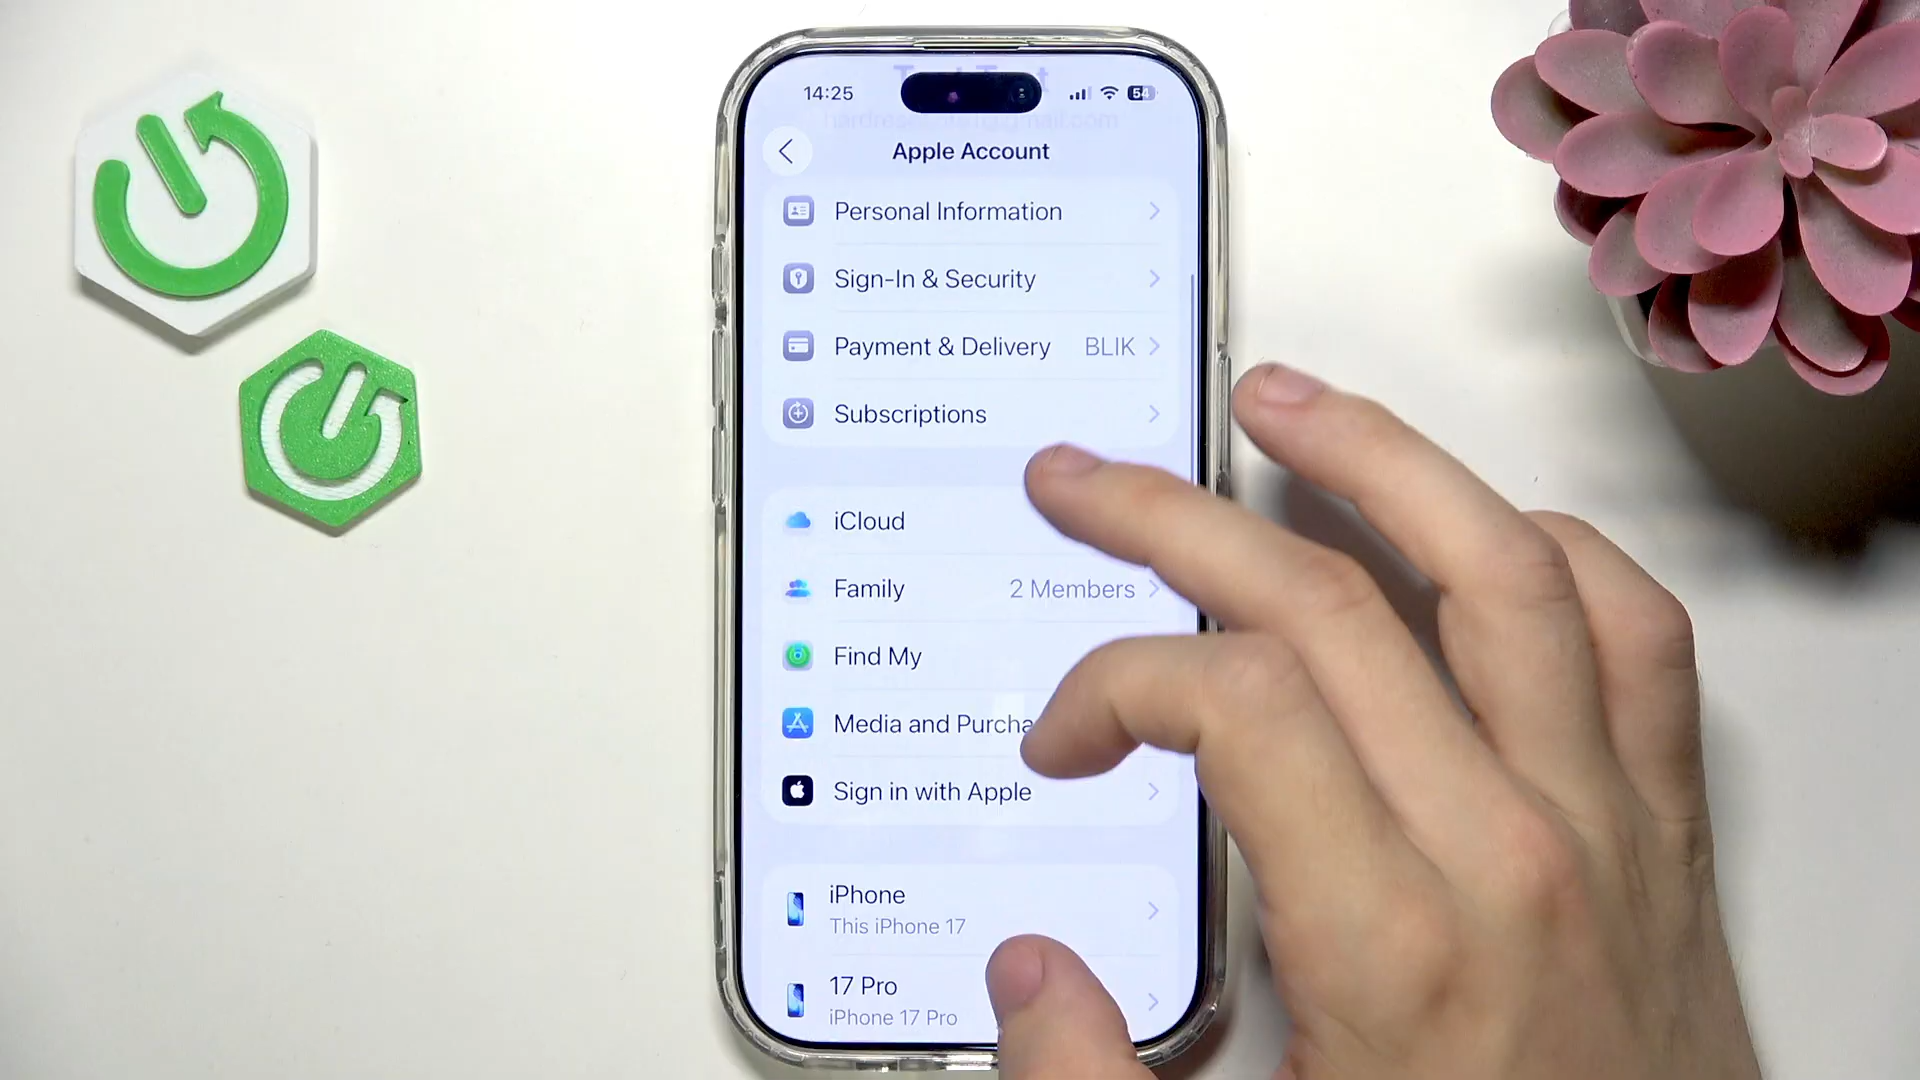 14:25
54
Apple Account
Personal Information
Sign-In & Security
Payment & Delivery BLIK
Subscriptions
iCloud
Family 2 Members
Find My
Media and Purcha
Sign in with Apple
iPhone
This iPhone 17
17 Pro
iPhone 17 Pro